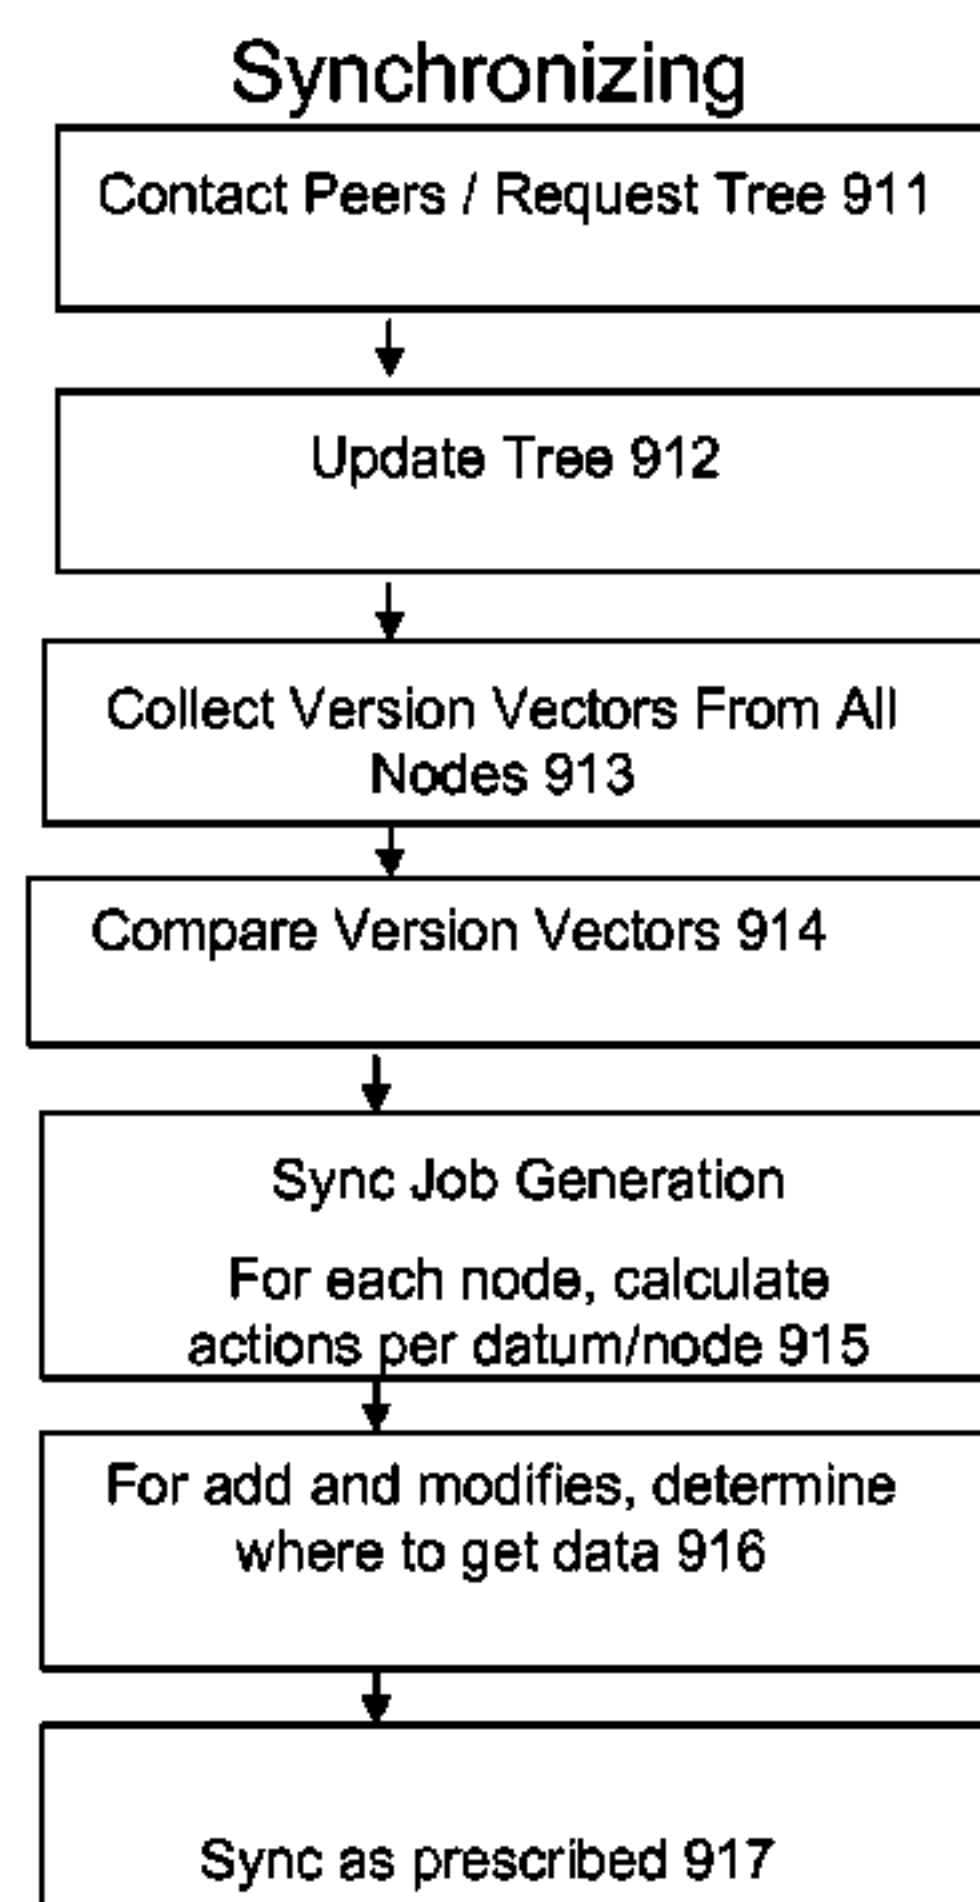 Synchronizing
Contact Peers / Request Tree 911
Update Tree 912
Collect Version Vectors From All
Nodes 913
Compare Version Vectors 914
Sync Job Generation
For each node, calculate
actions per datum/node 915
For add and modifies, determine
where to get data 916
Sync as prescribed 917